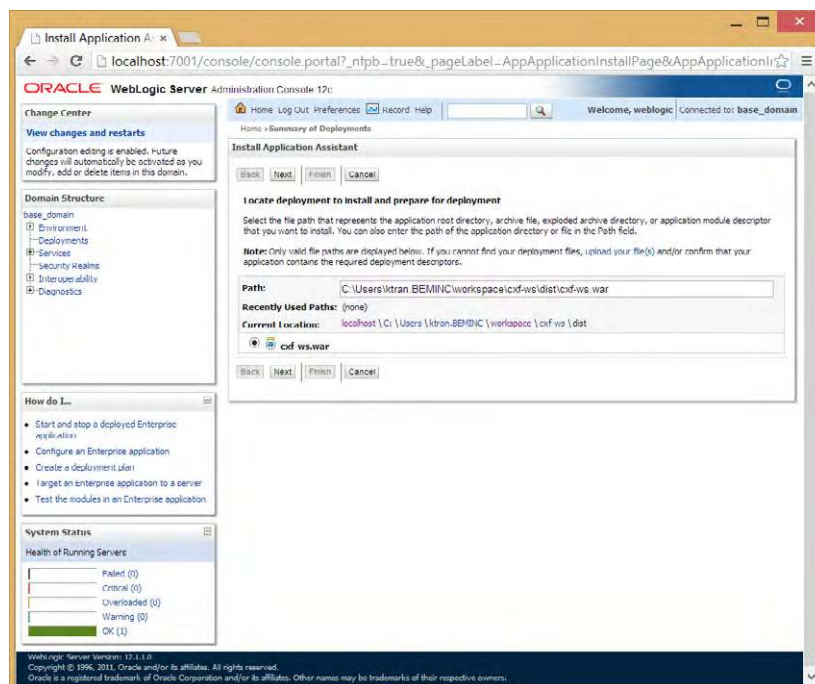 Install Application A
localhost:7001/console/console.portal?_nfpb=true&_pageLabel=AppApplicationInstallPage&AppApplicationI
ORACLE WebLogic Server Administration Console 12c
Change Center
View changes and restarts
Configuration editing is enabled. Future
changes will automatically be activated as you
modify, add or delete items in this domain.
Domain Structure
base_domain
Environment
Deployments
Services
Security Realms
Interoperability
Diagnostics
How do I...
Start and stop a deployed Enterprise
application
Configure an Enterprise application
Create a deployment plan
Target an Enterprise application to a server
Test the modules in an Enterprise application
System Status
Health of Running Servers
Failed (0)
Critical (0)
Overloaded (0)
Warning (0)
OK (1)
Home Log Out Preferences Record Help
Welcome, weblogic Connected to: base_domain
Home > Summary of Deployments
Install Application Assistant
Back Next Finish Cancel
Locate deployment to install and prepare for deployment
Select the file path that represents the application root directory, archive file, exploded archive directory, or application module descriptor
that you want to install. You can also enter the path of the application directory or file in the Path field.
Note: Only valid file paths are displayed below. If you cannot find your deployment files, upload your file(s) and/or confirm that your
application contains the required deployment descriptors.
Path: C:\Users\ktran.BEMINC\workspace\cxf-ws\dist\cxf-ws.war
Recently Used Paths: (none)
Current Location: localhost \ C: \ Users \ ktran.BEMINC \ workspace \ cxf-ws \ dist
cxf-ws.war
Back Next Finish Cancel
WebLogic Server Version: 12.1.1.0
Copyright © 1996, 2011, Oracle and/or its affiliates. All rights reserved.
Oracle is a registered trademark of Oracle Corporation and/or its affiliates. Other names may be trademarks of their respective owners.